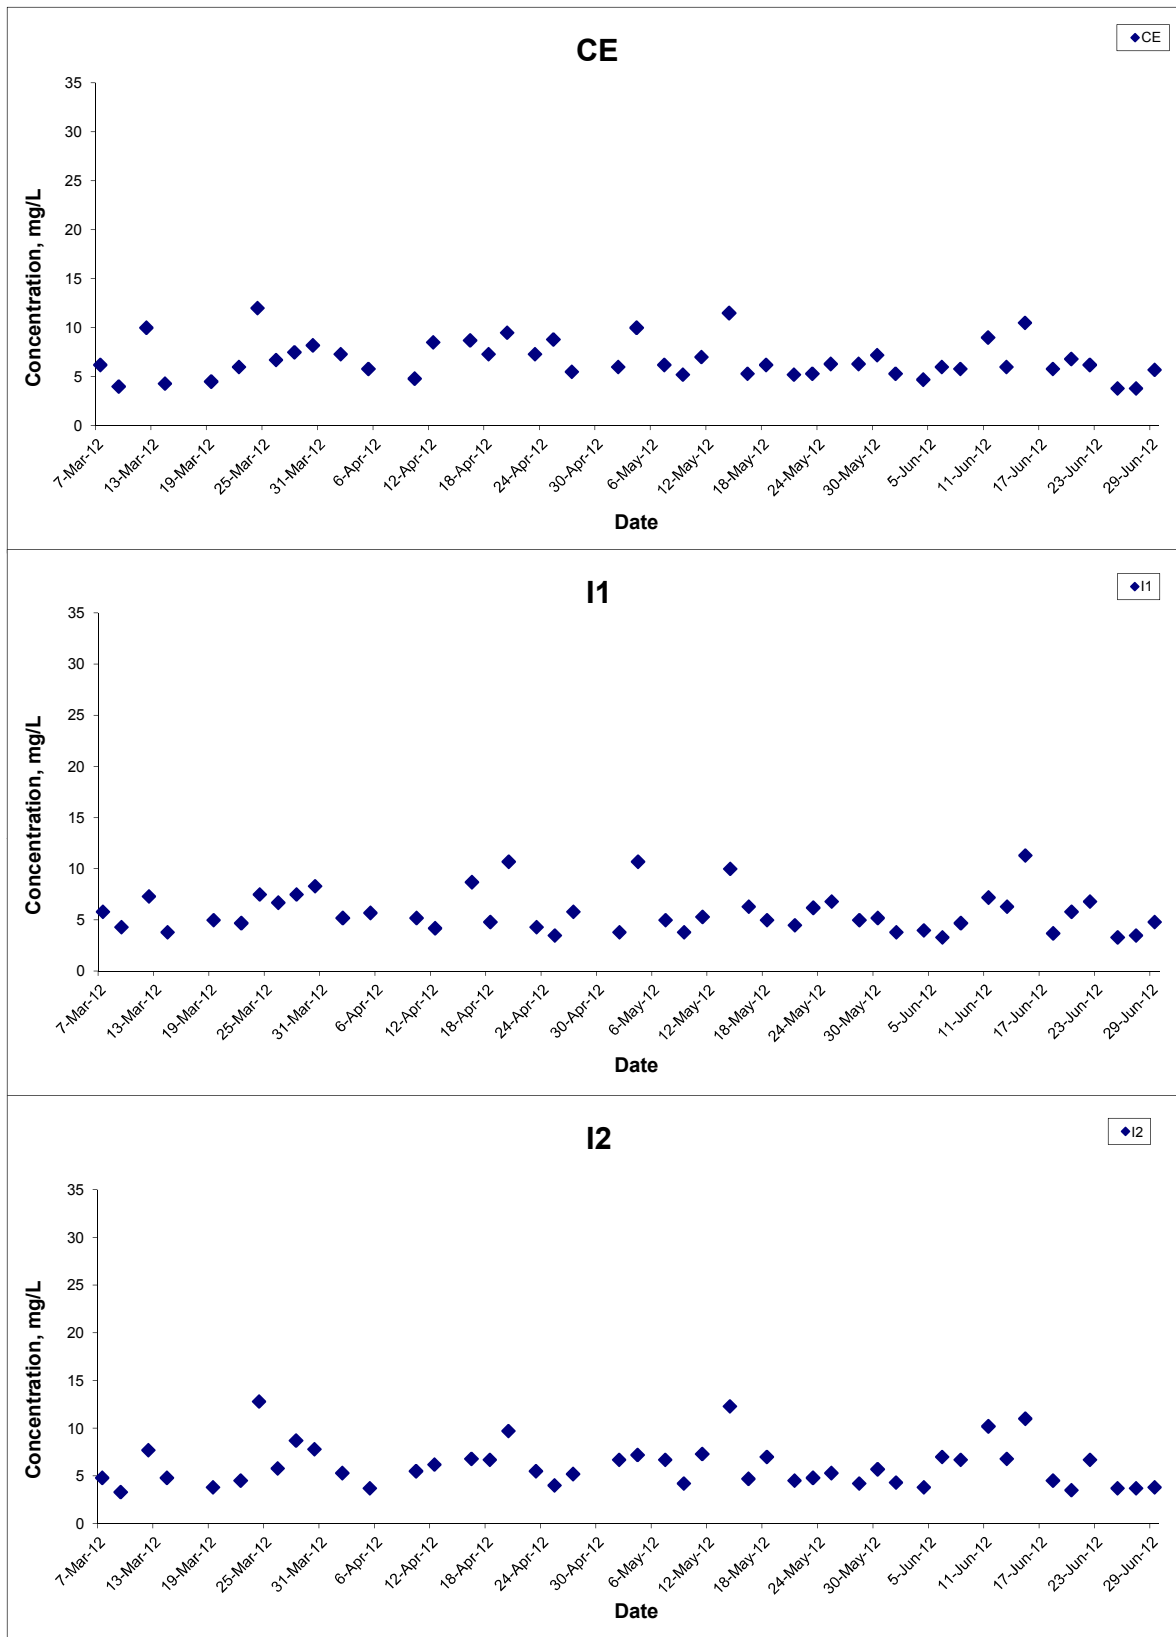 CE
CE
35
30
25
20
15
10
5
0
Concentration, mg/L
7-Mar-12
13-Mar-12
19-Mar-12
25-Mar-12
31-Mar-12
6-Apr-12
12-Apr-12
18-Apr-12
24-Apr-12
30-Apr-12
6-May-12
12-May-12
18-May-12
24-May-12
30-May-12
5-Jun-12
11-Jun-12
17-Jun-12
23-Jun-12
29-Jun-12
Date
I1
I1
35
30
25
20
15
10
5
0
Concentration, mg/L
7-Mar-12
13-Mar-12
19-Mar-12
25-Mar-12
31-Mar-12
6-Apr-12
12-Apr-12
18-Apr-12
24-Apr-12
30-Apr-12
6-May-12
12-May-12
18-May-12
24-May-12
30-May-12
5-Jun-12
11-Jun-12
17-Jun-12
23-Jun-12
29-Jun-12
Date
I2
I2
35
30
25
20
15
10
5
0
Concentration, mg/L
7-Mar-12
13-Mar-12
19-Mar-12
25-Mar-12
31-Mar-12
6-Apr-12
12-Apr-12
18-Apr-12
24-Apr-12
30-Apr-12
6-May-12
12-May-12
18-May-12
24-May-12
30-May-12
5-Jun-12
11-Jun-12
17-Jun-12
23-Jun-12
29-Jun-12
Date